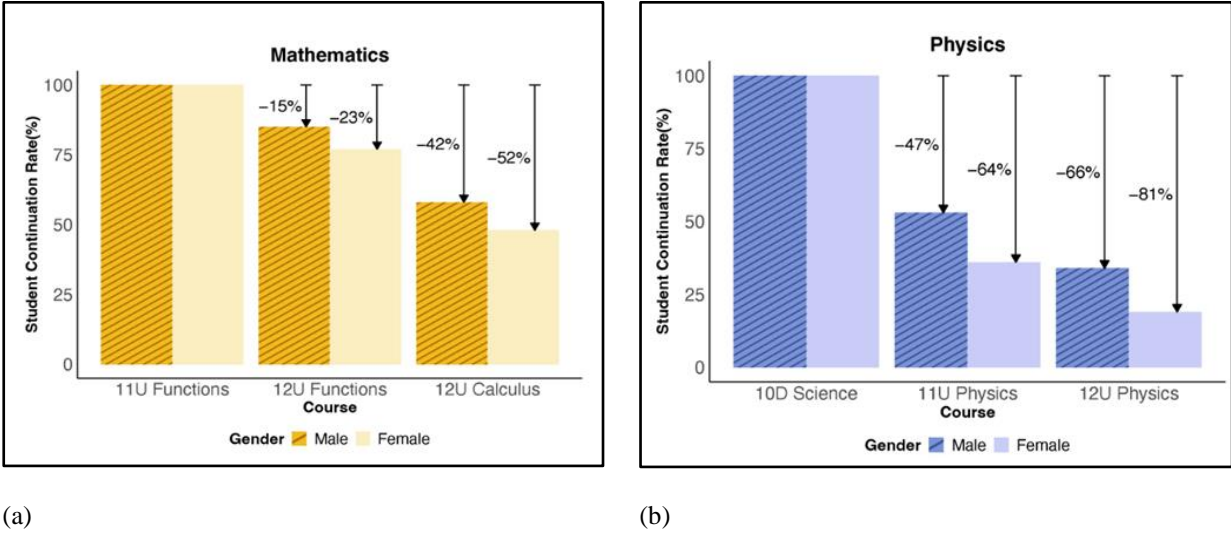 Mathematics
Student Continuation Rate(%)
100
75
50
25
0
−15%
−23%
−42%
−52%
11U Functions 12U Functions 12U Calculus
Course
Gender Male Female
(a)
Physics
Student Continuation Rate(%)
100
75
50
25
0
−47%
−64%
−66%
−81%
10D Science 11U Physics 12U Physics
Course
Gender Male Female
(b)